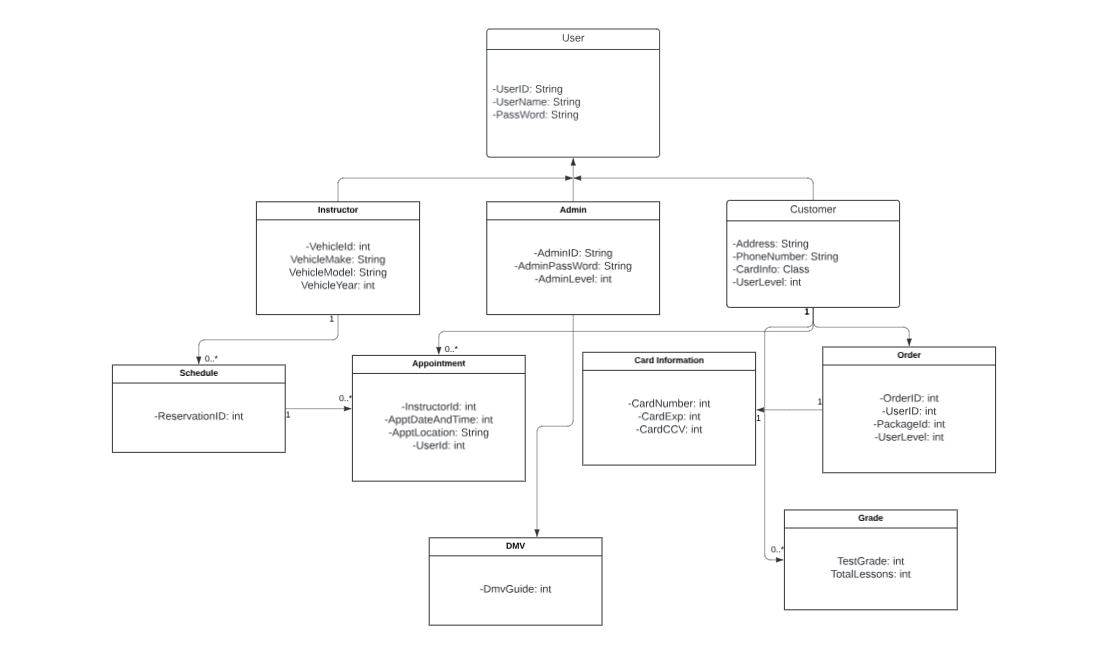 User
-UserID: String
-UserName: String
-PassWord: String
Instructor
-VehicleId: int
VehicleMake: String
VehicleModel: String
VehicleYear: int
Admin
-AdminID: String
-AdminPassWord: String
-AdminLevel: int
Customer
-Address: String
-PhoneNumber: String
-CardInfo: Class
-UserLevel: int
1
1
0..*
0..*
Schedule
-ReservationID: int
1
0..*
Appointment
-InstructorId: int
-ApptDateAndTime: int
-ApptLocation: String
-UserId: int
Card Information
-CardNumber: int
-CardExp: int
-CardCCV: int
1
1
Order
-OrderID: int
-UserID: int
-PackageId: int
-UserLevel: int
DMV
-DmvGuide: int
0..*
Grade
TestGrade: int
TotalLessons: int